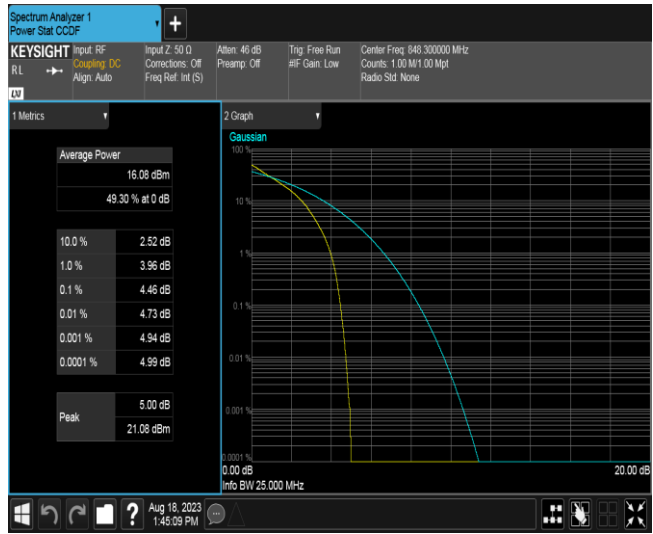 Spectrum Analyzer 1
Power Stat CCDF
KEYSIGHT
RL
Input: RF
Coupling: DC
Align: Auto
Input Z: 50 Ω
Corrections: Off
Freq Ref: Int (S)
Atten: 46 dB
Preamp: Off
Trig: Free Run
#IF Gain: Low
Center Freq: 848.300000 MHz
Counts: 1.00 M/1.00 Mpt
Radio Std: None
1 Metrics
Average Power
16.08 dBm
49.30 % at 0 dB
10.0 % 2.52 dB
1.0 % 3.96 dB
0.1 % 4.46 dB
0.01 % 4.73 dB
0.001 % 4.94 dB
0.0001 % 4.99 dB
Peak
5.00 dB
21.08 dBm
2 Graph
Gaussian
100 %
10 %
1 %
0.1 %
0.01 %
0.001 %
0.0001 %
0.00 dB 20.00 dB
Info BW 25.000 MHz
?
Aug 18, 2023
1:45:09 PM